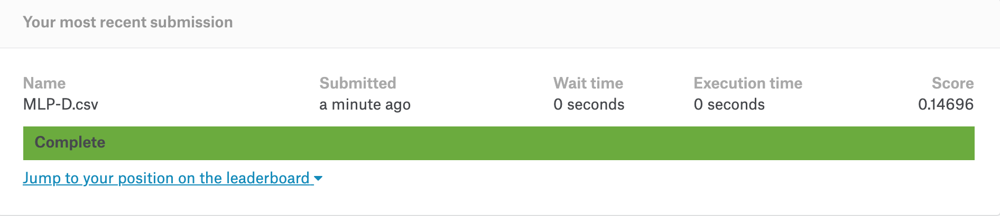 Your most recent submission
Name Submitted Wait time Execution time Score
MLP-D.csv a minute ago 0 seconds 0 seconds 0.14696
Complete
Jump to your position on the leaderboard